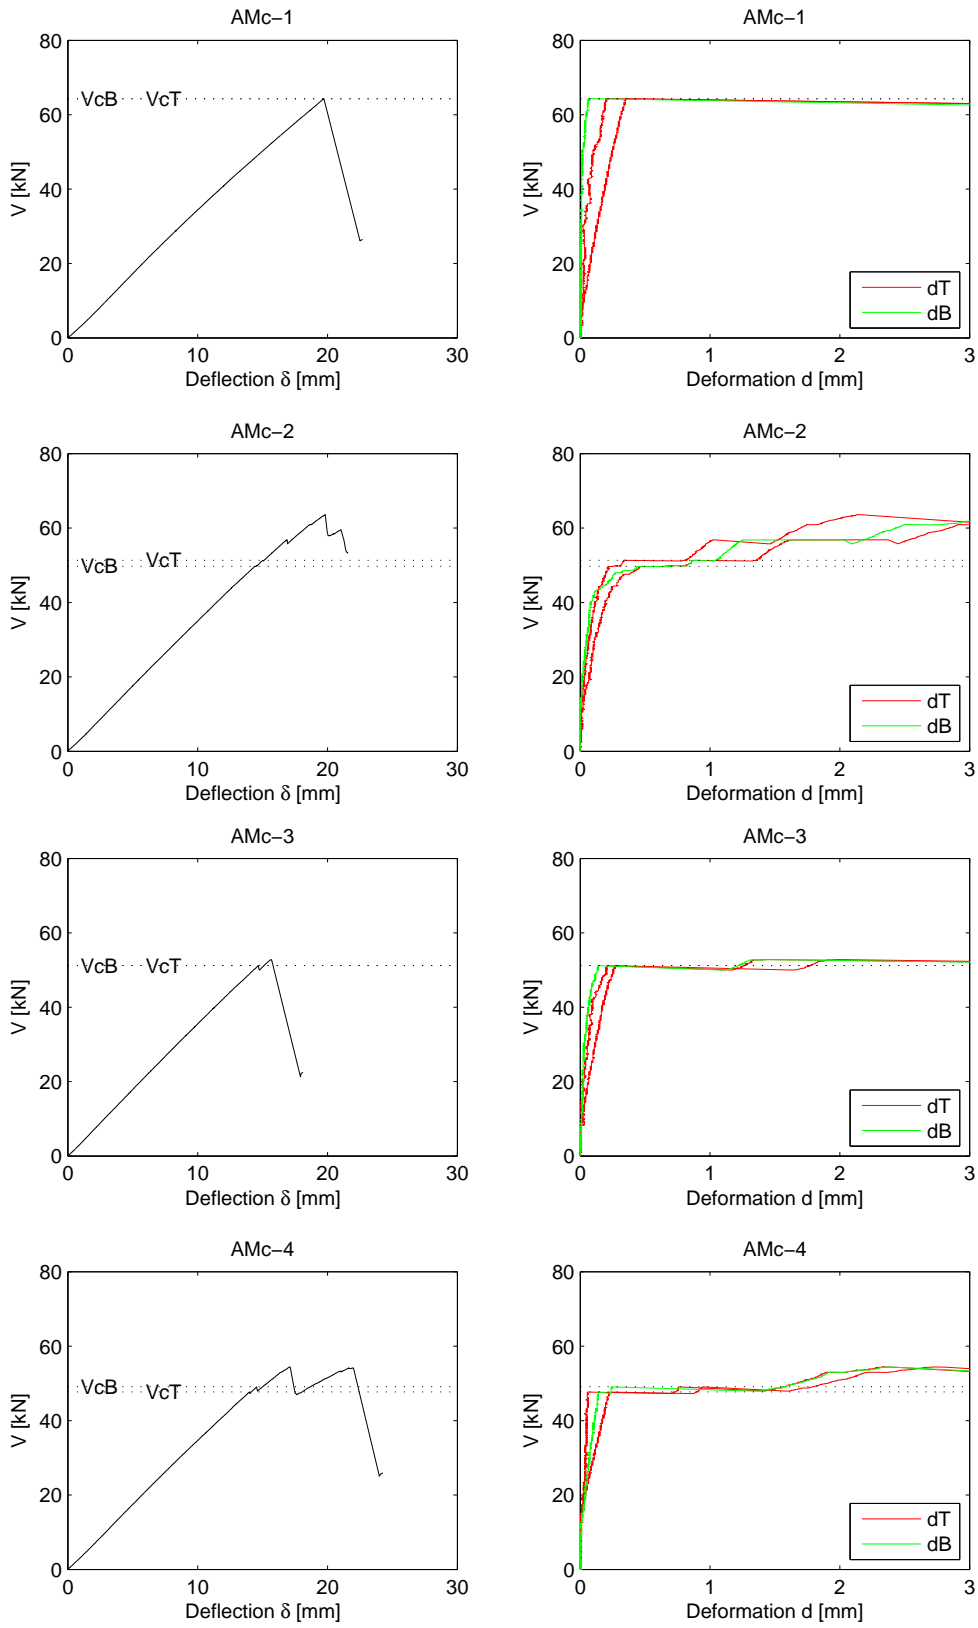 AMc−1
AMc−1
80
60
40
20
0
V [kN]
VcB
VcT
0 10 20 30
Deflection δ [mm]
80
60
40
20
0
V [kN]
dT
dB
0 1 2 3
Deformation d [mm]
AMc−2
AMc−2
80
60
40
20
0
V [kN]
VcB
VcT
0 10 20 30
Deflection δ [mm]
80
60
40
20
0
V [kN]
dT
dB
0 1 2 3
Deformation d [mm]
AMc−3
AMc−3
80
60
40
20
0
V [kN]
VcB
VcT
0 10 20 30
Deflection δ [mm]
80
60
40
20
0
V [kN]
dT
dB
0 1 2 3
Deformation d [mm]
AMc−4
AMc−4
80
60
40
20
0
V [kN]
VcB
VcT
0 10 20 30
Deflection δ [mm]
80
60
40
20
0
V [kN]
dT
dB
0 1 2 3
Deformation d [mm]